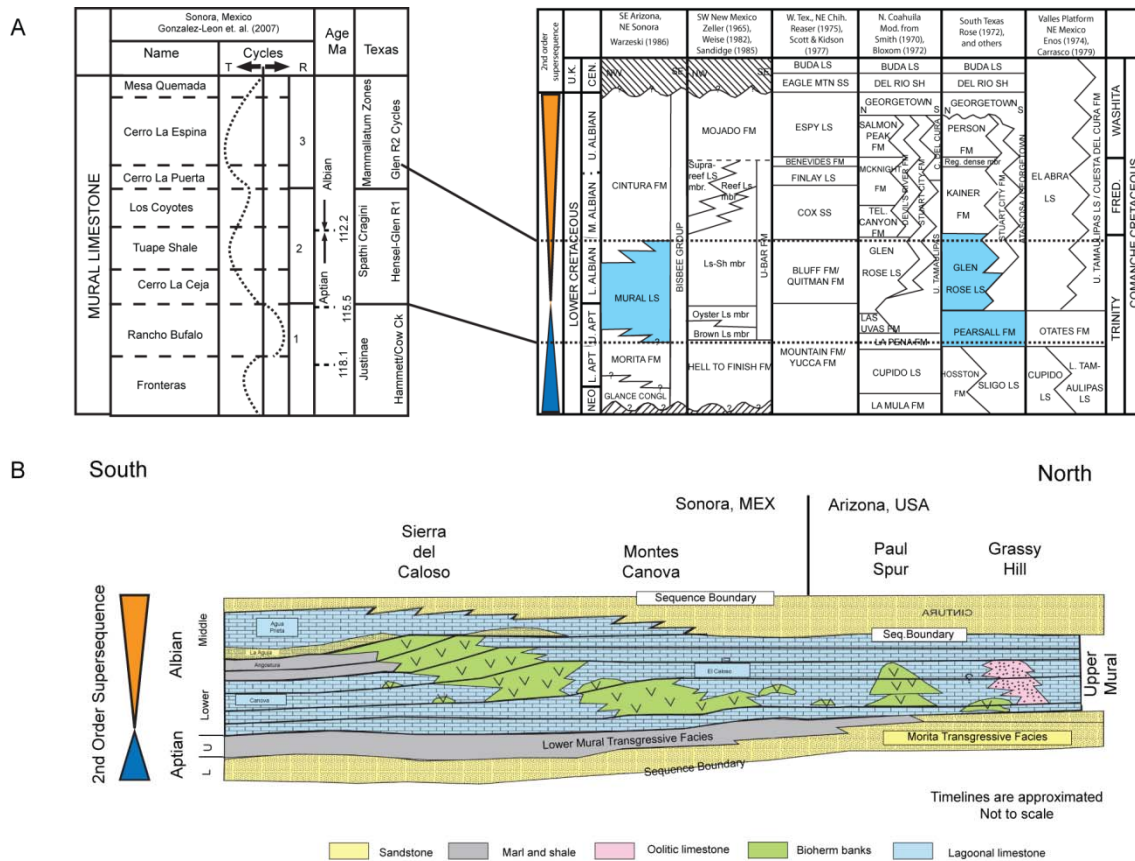 A
Sonora, Mexico
Gonzalez-Leon et. al. (2007)
Name
Cycles
T
R
Age
Ma
Texas
MURAL LIMESTONE
Mesa Quemada
Cerro La Espina
Cerro La Puerta
Los Coyotes
Tuape Shale
Cerro La Ceja
Rancho Bufalo
Fronteras
3
2
1
Albian
112.2
Aptian
115.5
118.1
Mammallatum Zones
Glen R2 Cycles
Spathi Cragini
Hensel-Glen R1
Justinae
Hammett/Cow Ck
2nd order
supersequence
SE Arizona,
NE Sonora
Warzeski (1986)
SW New Mexico
Zeller (1965),
Weise (1982),
Sandidge (1985)
W. Tex., NE Chih.
Reaser (1975),
Scott & Kidson
(1977)
N. Coahuila
Mod. from
Smith (1970),
Bloxom (1972)
South Texas
Rose (1972),
and others
Valles Platform
NE Mexico
Enos (1974),
Carrasco (1979)
U.K.
CEN.
LOWER CRETACEOUS
U. ALBIAN
M. ALBIAN
L. ALBIAN
U. APT
L. APT
NEO
NW
SE
?
CINTURA FM
MURAL LS
?
MORITA FM
?
?
GLANCE CONGL
?
?
BISBEE GROUP
NW
SE
?
MOJADO FM
Supra-
reef LS
mbr.
Reef Ls
mbr
Ls-Sh mbr
U-BAR FM
Oyster Ls mbr
Brown Ls mbr
HELL TO FINISH FM
?
?
BUDA LS
EAGLE MTN SS
ESPY LS
BENEVIDES FM
FINLAY LS
COX SS
BLUFF FM/
QUITMAN FM
MOUNTAIN FM/
YUCCA FM
BUDA LS
DEL RIO SH
GEORGETOWN
N
S
SALMON
PEAK
FM
MCKNIGHT
FM
TEL.
CANYON
FM
DEVIL'S RIVER FM
STUART CITY FM
C. DEL CURA
GLEN
ROSE LS
U. TAMAULIPAS
LAS
UVAS FM
LA PENA FM
CUPIDO LS
LA MULA FM
BUDA LS
DEL RIO SH
GEORGETOWN
N
S
PERSON
FM
Reg. dense mbr
KAINER
FM
STUART CITY FM
ATASCOSA/GEORGETOWN
GLEN
ROSE LS
PEARSALL FM
HOSSTON
FM
SLIGO LS
EL ABRA
LS
U. TAMAULIPAS LS / CUESTA DEL CURA FM
OTATES FM
CUPIDO
LS
L. TAM-
AULIPAS
LS
WASHITA
FRED.
TRINITY
COMANCHE CRETACEOUS
B
South
North
Sonora, MEX
Arizona, USA
Sierra
del
Caloso
Montes
Canova
Paul
Spur
Grassy
Hill
2nd Order Supersequence
Albian
Middle
Lower
Aptian
U
L
Sequence Boundary
CINTURA
Seq.Boundary
Agua
Prieta
La Aguja
Angostura
Canova
El Caloso
?
Upper
Mural
Lower Mural Transgressive Facies
Morita Transgressive Facies
Sequence Boundary
Timelines are approximated
Not to scale
Sandstone
Marl and shale
Oolitic limestone
Bioherm banks
Lagoonal limestone